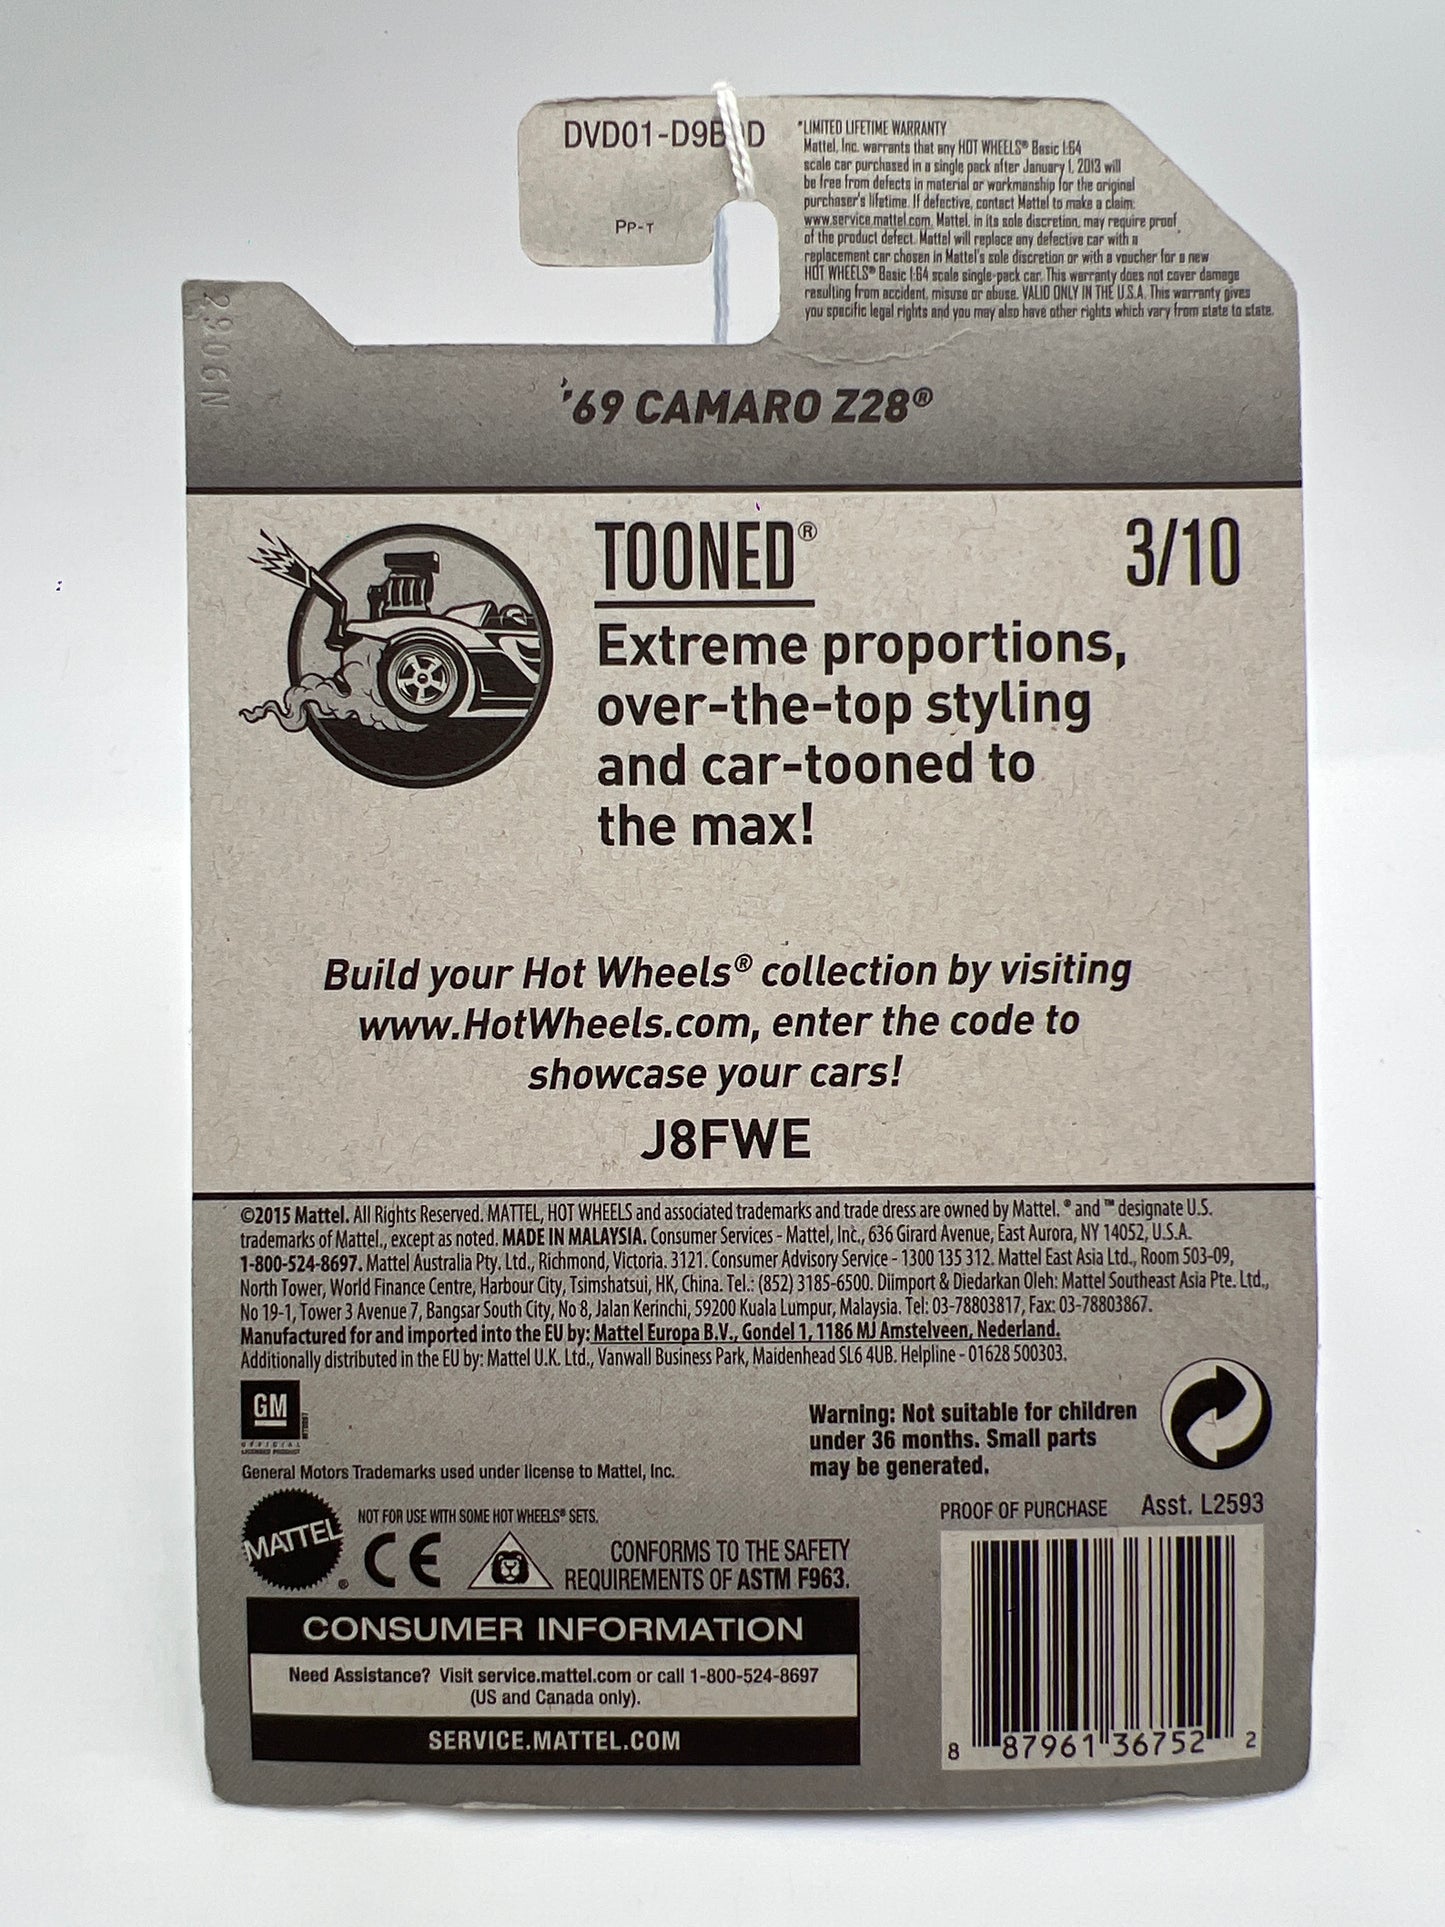 DVD01-D9B0D
PP-T
*LIMITED LIFETIME WARRANTY
Mattel, Inc. warrants that any HOT WHEELS® Basic 1:64
scale car purchased in a single pack after January 1, 2013 will
be free from defects in material or workmanship for the original
purchaser's lifetime. If defective, contact Mattel to make a claim:
www.service.mattel.com. Mattel, in its sole discretion, may require proof
of the product defect. Mattel will replace any defective car with a
replacement car chosen in Mattel's sole discretion or with a voucher for a new
HOT WHEELS® Basic 1:64 scale single-pack car. This warranty does not cover damage
resulting from accident, misuse or abuse. VALID ONLY IN THE U.S.A. This warranty gives
you specific legal rights and you may also have other rights which vary from state to state.
2906N
'69 CAMARO Z28®
TOONED®
3/10
Extreme proportions,
over-the-top styling
and car-tooned to
the max!
Build your Hot Wheels® collection by visiting
www.HotWheels.com, enter the code to
showcase your cars!
J8FWE
©2015 Mattel. All Rights Reserved. MATTEL, HOT WHEELS and associated trademarks and trade dress are owned by Mattel. ® and ™ designate U.S.
trademarks of Mattel., except as noted. MADE IN MALAYSIA. Consumer Services - Mattel, Inc., 636 Girard Avenue, East Aurora, NY 14052, U.S.A.
1-800-524-8697. Mattel Australia Pty. Ltd., Richmond, Victoria. 3121. Consumer Advisory Service - 1300 135 312. Mattel East Asia Ltd., Room 503-09,
North Tower, World Finance Centre, Harbour City, Tsimshatsui, HK, China. Tel.: (852) 3185-6500. Diimport & Diedarkan Oleh: Mattel Southeast Asia Pte. Ltd.,
No 19-1, Tower 3 Avenue 7, Bangsar South City, No 8, Jalan Kerinchi, 59200 Kuala Lumpur, Malaysia. Tel: 03-78803817, Fax: 03-78803867.
Manufactured for and imported into the EU by: Mattel Europa B.V., Gondel 1, 1186 MJ Amstelveen, Nederland.
Additionally distributed in the EU by: Mattel U.K. Ltd., Vanwall Business Park, Maidenhead SL6 4UB. Helpline - 01628 500303.
GM
OFFICIAL
LICENSED PRODUCT
General Motors Trademarks used under license to Mattel, Inc.
Warning: Not suitable for children
under 36 months. Small parts
may be generated.
MATTEL®
NOT FOR USE WITH SOME HOT WHEELS® SETS.
CE
CONFORMS TO THE SAFETY
REQUIREMENTS OF ASTM F963.
PROOF OF PURCHASE
Asst. L2593
CONSUMER INFORMATION
Need Assistance? Visit service.mattel.com or call 1-800-524-8697
(US and Canada only).
SERVICE.MATTEL.COM
8 87961 36752 2